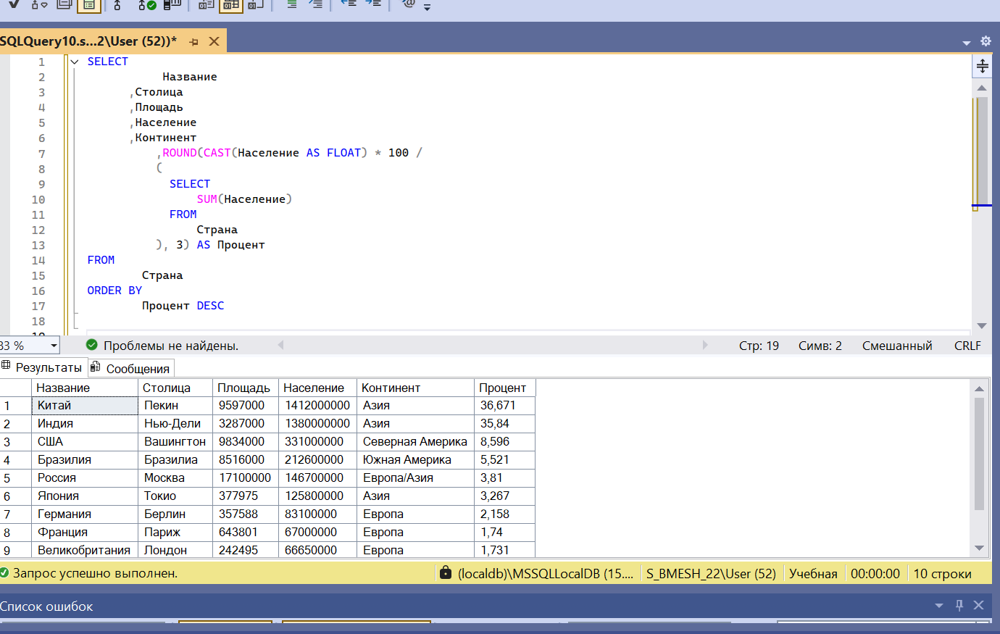 SQLQuery10.s...2\User (52))*
1 SELECT
2 Название
3 ,Столица
4 ,Площадь
5 ,Население
6 ,Континент
7 ,ROUND(CAST(Население AS FLOAT) * 100 /
8 (
9 SELECT
10 SUM(Население)
11 FROM
12 Страна
13 ), 3) AS Процент
14 FROM
15 Страна
16 ORDER BY
17 Процент DESC
18
83 % Проблемы не найдены. Стр: 19 Симв: 2 Смешанный CRLF
Результаты Сообщения
Название Столица Площадь Население Континент Процент
1 Китай Пекин 9597000 1412000000 Азия 36,671
2 Индия Нью-Дели 3287000 1380000000 Азия 35,84
3 США Вашингтон 9834000 331000000 Северная Америка 8,596
4 Бразилия Бразилиа 8516000 212600000 Южная Америка 5,521
5 Россия Москва 17100000 146700000 Европа/Азия 3,81
6 Япония Токио 377975 125800000 Азия 3,267
7 Германия Берлин 357588 83100000 Европа 2,158
8 Франция Париж 643801 67000000 Европа 1,74
9 Великобритания Лондон 242495 66650000 Европа 1,731
Запрос успешно выполнен. (localdb)\MSSQLLocalDB (15.... S_BMESH_22\User (52) Учебная 00:00:00 10 строки
Список ошибок